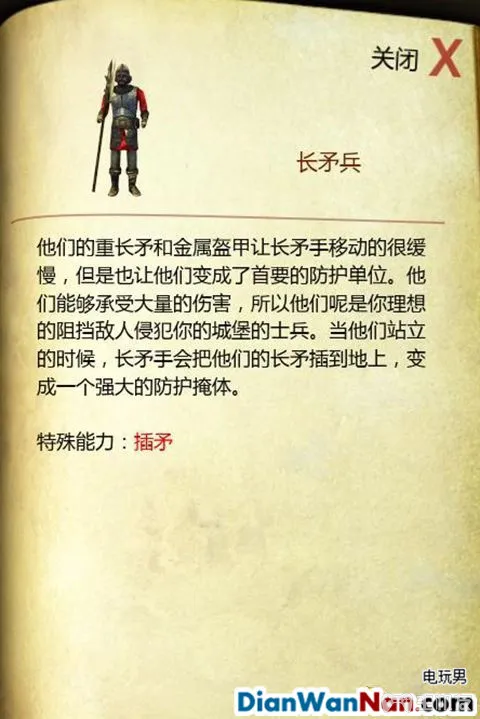 关闭 X
长矛兵
他们的重长矛和金属盔甲让长矛手移动的很缓
慢，但是也让他们变成了首要的防护单位。他
们能够承受大量的伤害，所以他们呢是你理想
的阻挡敌人侵犯你的城堡的士兵。当他们站立
的时候，长矛手会把他们的长矛插到地上，变
成一个强大的防护掩体。
特殊能力：插矛
电玩男
DianWanNan.com